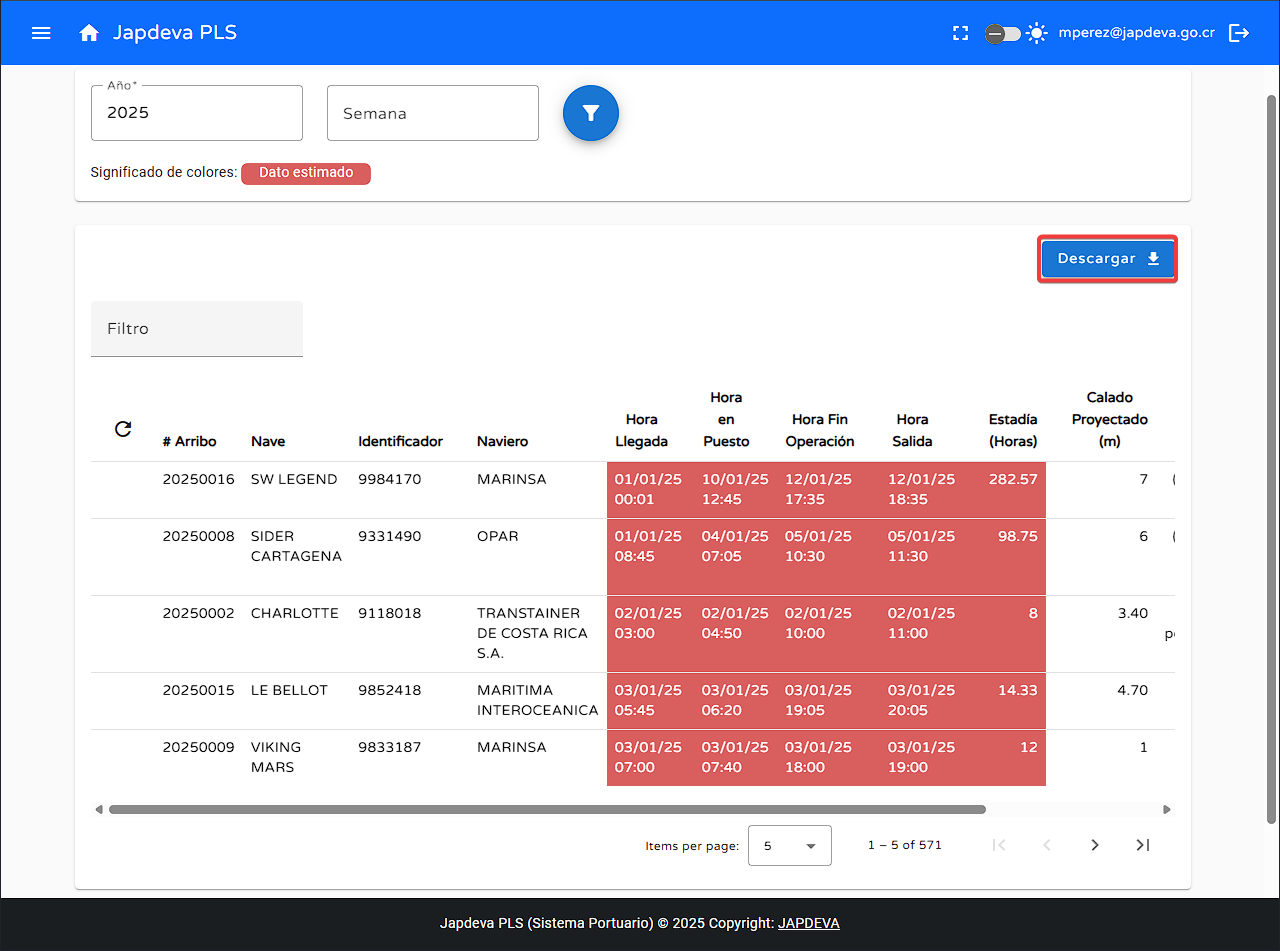 Japdeva PLS
mperez@japdeva.go.cr
Año*
2025
Semana
Significado de colores: Dato estimado
Descargar
Filtro
# Arribo Nave Identificador Naviero Hora Llegada Hora en Puesto Hora Fin Operación Hora Salida Estadía (Horas) Calado Proyectado (m)
20250016 SW LEGEND 9984170 MARINSA 01/01/25 00:01 10/01/25 12:45 12/01/25 17:35 12/01/25 18:35 282.57 7 (
20250008 SIDER CARTAGENA 9331490 OPAR 01/01/25 08:45 04/01/25 07:05 05/01/25 10:30 05/01/25 11:30 98.75 6 (
20250002 CHARLOTTE 9118018 TRANSTAINER DE COSTA RICA S.A. 02/01/25 03:00 02/01/25 04:50 02/01/25 10:00 02/01/25 11:00 8 3.40
20250015 LE BELLOT 9852418 MARITIMA INTEROCEANICA 03/01/25 05:45 03/01/25 06:20 03/01/25 19:05 03/01/25 20:05 14.33 4.70
20250009 VIKING MARS 9833187 MARINSA 03/01/25 07:00 03/01/25 07:40 03/01/25 18:00 03/01/25 19:00 12 1
Items per page: 5 1 – 5 of 571
Japdeva PLS (Sistema Portuario) © 2025 Copyright: JAPDEVA